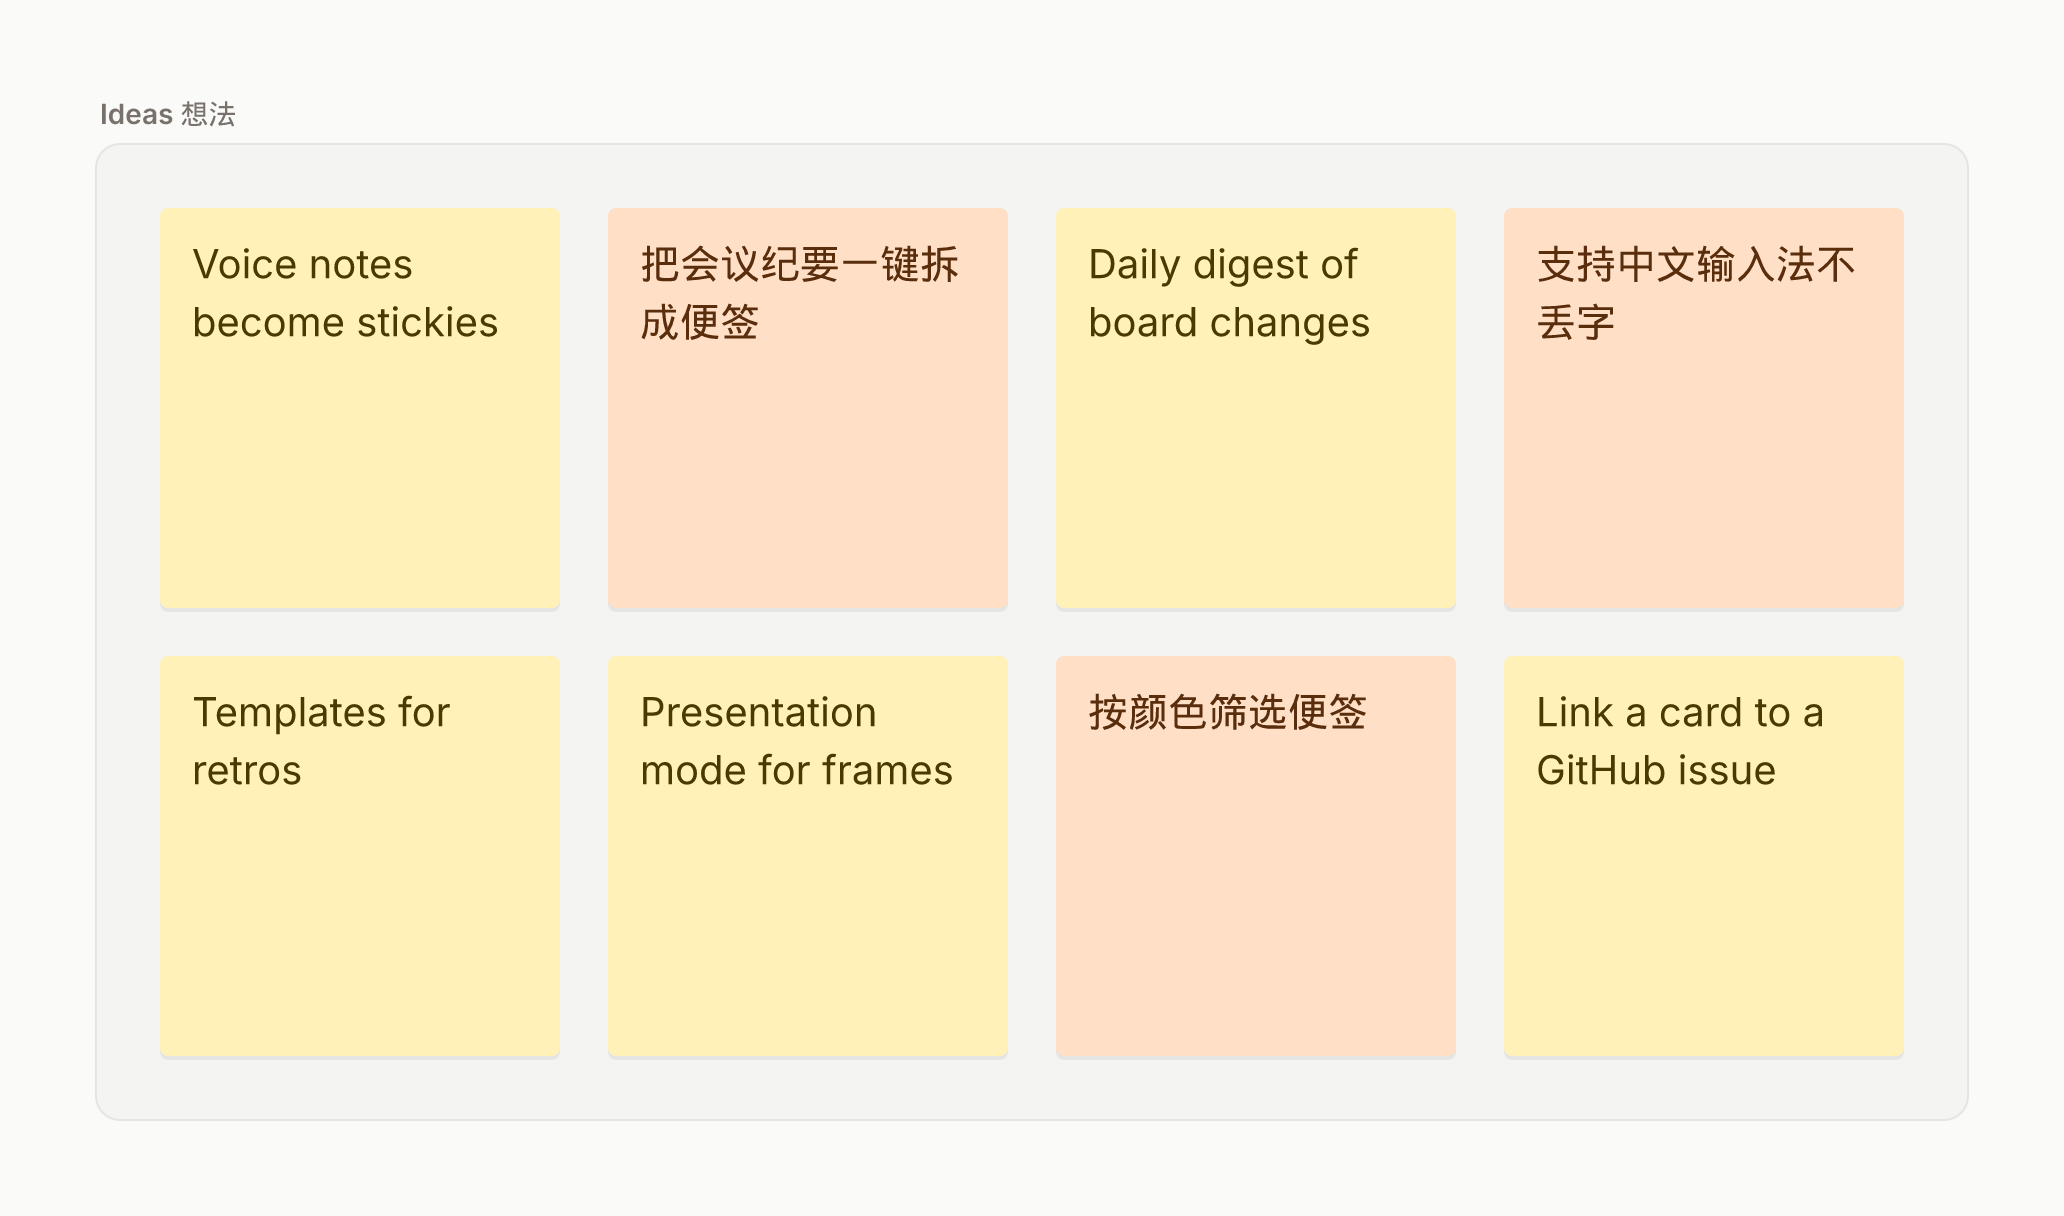 Ideas 想法
Voice notes
become stickies
把会议纪要一键拆
成便签
Daily digest of
board changes
支持中文输入法不
丢字
Templates for
retros
Presentation
mode for frames
按颜色筛选便签
Link a card to a
GitHub issue